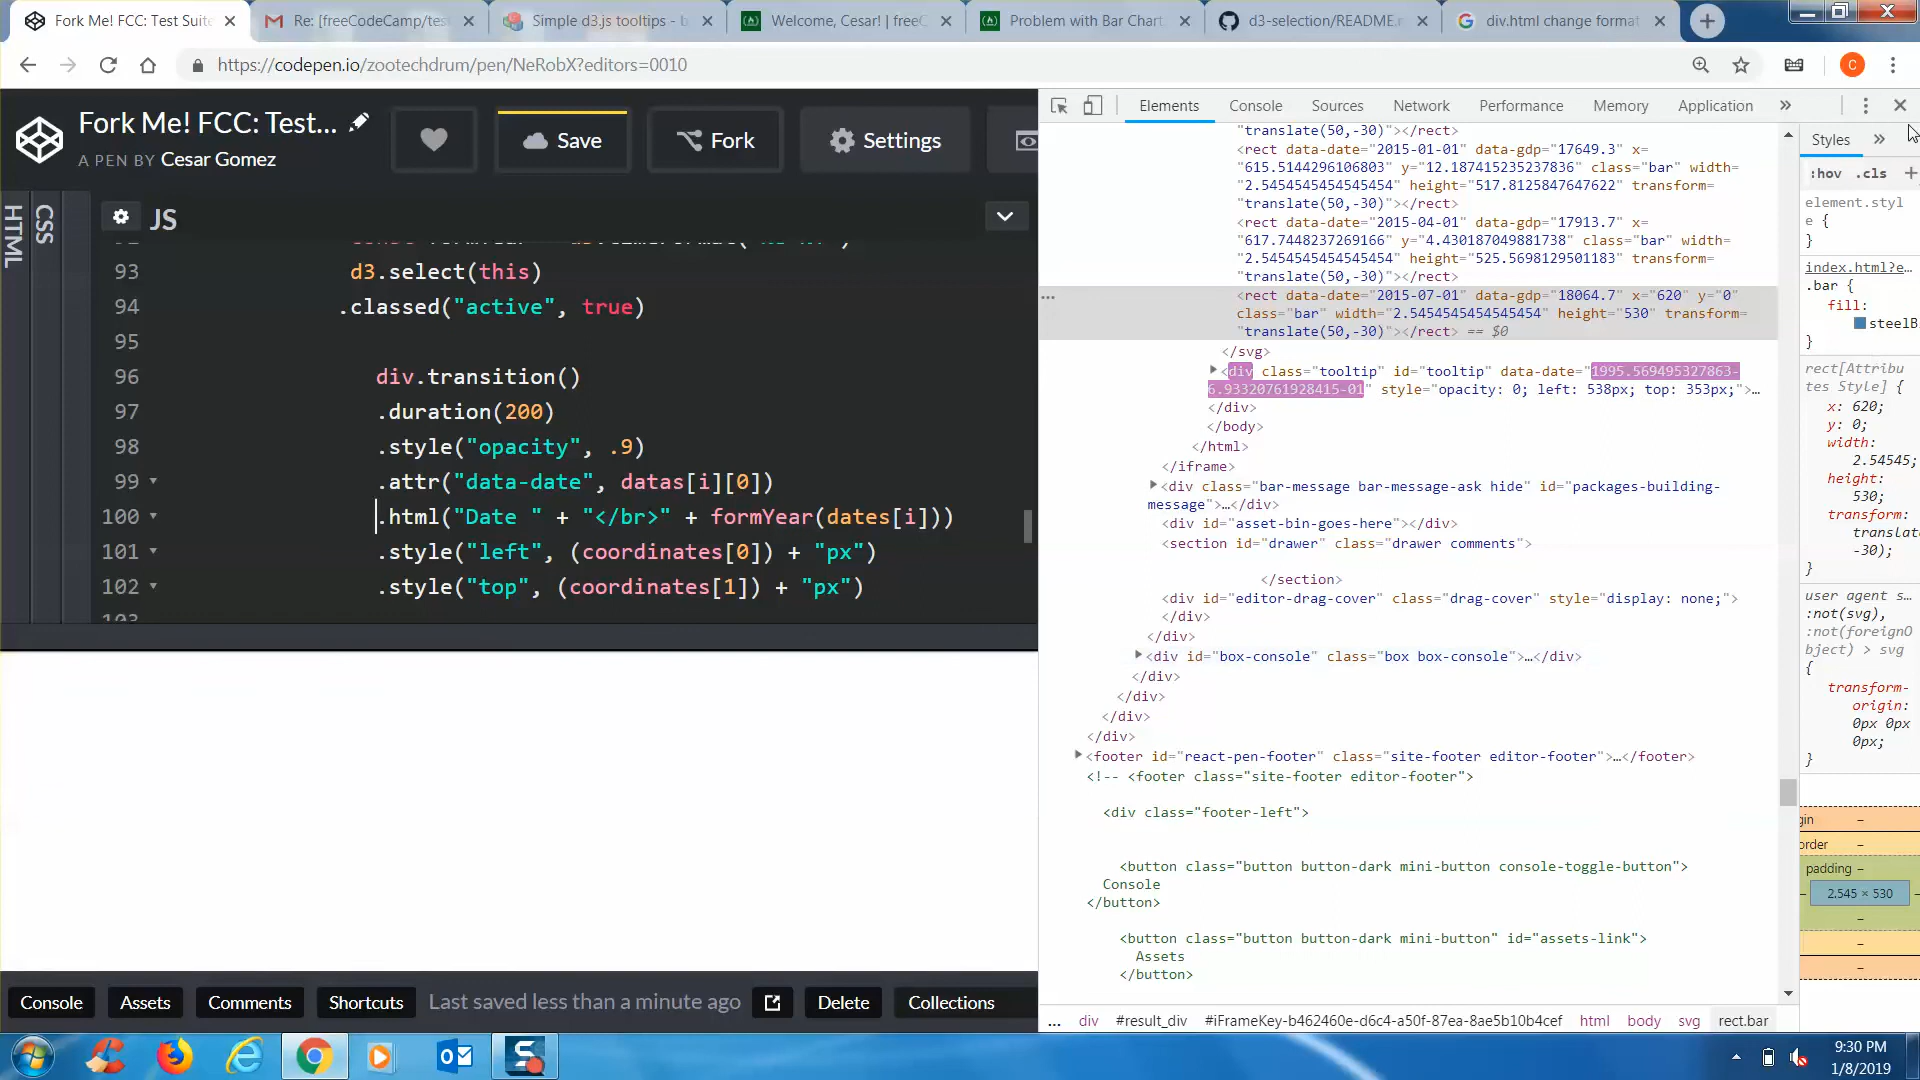 Fork Me! FCC: Test Suite
Re: [freeCodeCamp/tes
Simple d3.js tooltips - b
Welcome, Cesar! | freeC
Problem with Bar Chart
d3-selection/README.m
div.html change format
https://codepen.io/zootechdrum/pen/NeRobX?editors=0010
C
Fork Me! FCC: Test...
A PEN BY Cesar Gomez
Save
Fork
Settings
HTML
CSS
JS
93 d3.select(this)
94 .classed("active", true)
95
96 div.transition()
97 .duration(200)
98 .style("opacity", .9)
99 .attr("data-date", datas[i][0])
100 .html("Date " + "</br>" + formYear(dates[i]))
101 .style("left", (coordinates[0]) + "px")
102 .style("top", (coordinates[1]) + "px")
103
Elements Console Sources Network Performance Memory Application »
"translate(50,-30)"></rect>
<rect data-date="2015-01-01" data-gdp="17649.3" x=
"615.5144296106803" y="12.187415235237836" class="bar" width=
"2.5454545454545454" height="517.8125847647622" transform=
"translate(50,-30)"></rect>
<rect data-date="2015-04-01" data-gdp="17913.7" x=
"617.7448237269166" y="4.430187049881738" class="bar" width=
"2.5454545454545454" height="525.5698129501183" transform=
"translate(50,-30)"></rect>
<rect data-date="2015-07-01" data-gdp="18064.7" x="620" y="0"
class="bar" width="2.5454545454545454" height="530" transform=
"translate(50,-30)"></rect> == $0
</svg>
<div class="tooltip" id="tooltip" data-date="1995.569495327863-
6.93320761928415-01" style="opacity: 0; left: 538px; top: 353px;">…
</div>
</body>
</html>
</iframe>
<div class="bar-message bar-message-ask hide" id="packages-building-
message">…</div>
<div id="asset-bin-goes-here"></div>
<section id="drawer" class="drawer comments">
</section>
<div id="editor-drag-cover" class="drag-cover" style="display: none;">
</div>
</div>
<div id="box-console" class="box box-console">…</div>
</div>
</div>
</div>
</div>
<footer id="react-pen-footer" class="site-footer editor-footer">…</footer>
<!-- <footer class="site-footer editor-footer">
<div class="footer-left">
<button class="button button-dark mini-button console-toggle-button">
Console
</button>
<button class="button button-dark mini-button" id="assets-link">
Assets
</button>
... div #result_div #iFrameKey-b462460e-d6c4-a50f-87ea-8ae5b10b4cef html body svg rect.bar
Styles »
:hov .cls +
element.styl
e {
}
index.html?e…
.bar {
fill:
steelB
}
rect[Attribu
tes Style] {
x: 620;
y: 0;
width:
2.54545;
height:
530;
transform:
translate
-30);
}
user agent s…
:not(svg),
:not(foreignO
bject) > svg
{
transform-
origin:
0px 0px
0px;
}
gin –
order –
padding –
2.545 × 530
–
–
–
Console
Assets
Comments
Shortcuts
Last saved less than a minute ago
Delete
Collections
9:30 PM
1/8/2019